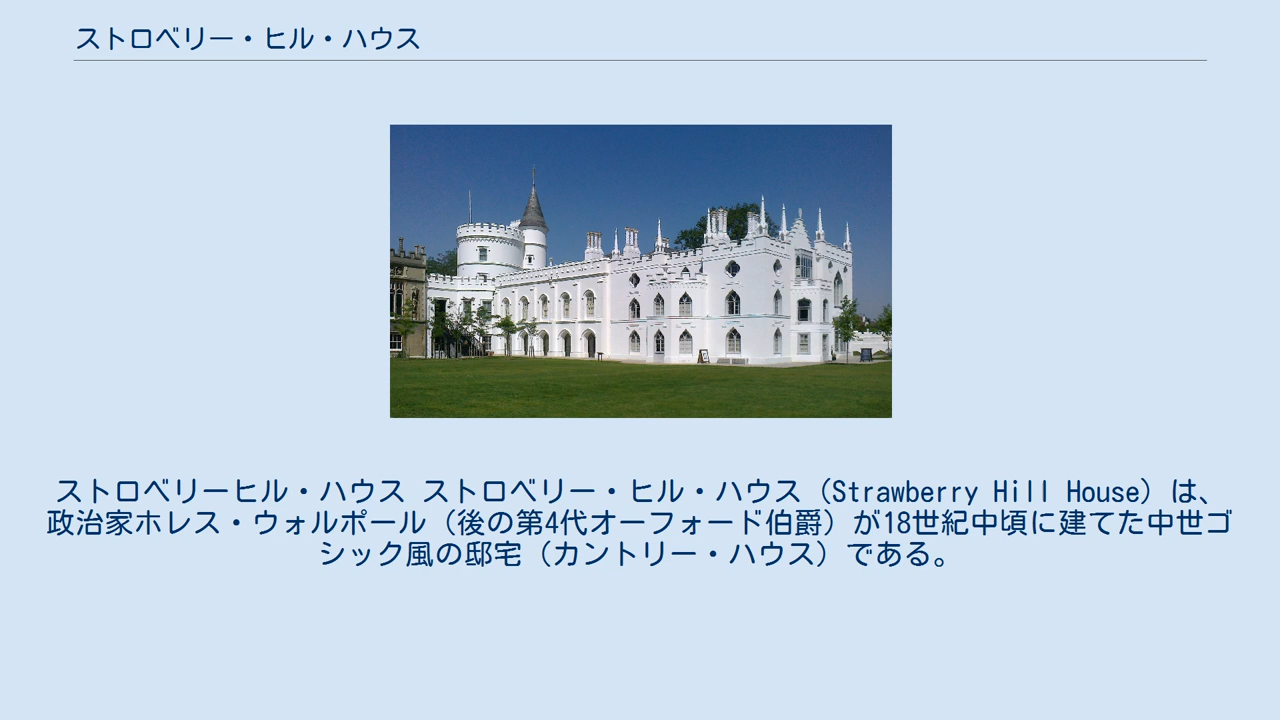 ストロベリー・ヒル・ハウス
ストロベリーヒル・ハウス ストロベリー・ヒル・ハウス（Strawberry Hill House）は、
政治家ホレス・ウォルポール（後の第4代オーフォード伯爵）が18世紀中頃に建てた中世ゴ
シック風の邸宅（カントリー・ハウス）である。